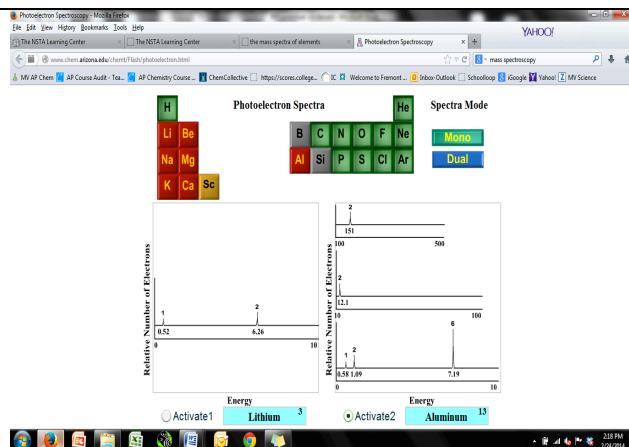 Photoelectron Spectroscopy - Mozilla Firefox
File Edit View History Bookmarks Tools Help
The NSTA Learning Center × The NSTA Learning Center × the mass spectra of elements × Photoelectron Spectroscopy × +
YAHOO!
www.chem.arizona.edu/chemt/Flash/photoelectron.html
mass spectroscopy
MV AP Chem AP Course Audit - Tea... AP Chemistry Course ... ChemCollective https://scores.college... IC Welcome to Fremont ... Inbox-Outlook Schoolloop iGoogle Yahoo! MV Science
Photoelectron Spectra
Spectra Mode
H He
Li Be B C N O F Ne
Na Mg Al Si P S Cl Ar
K Ca Sc
Mono
Dual
Relative Number of Electrons
1 2
0.52 6.26
0 10
Energy
Relative Number of Electrons
2
151
100 500
2
12.1
10 100
1 2 6
0.58 1.09 7.19
0 10
Energy
Activate1 Lithium 3
Activate2 Aluminum 13
2:18 PM
2/24/2014